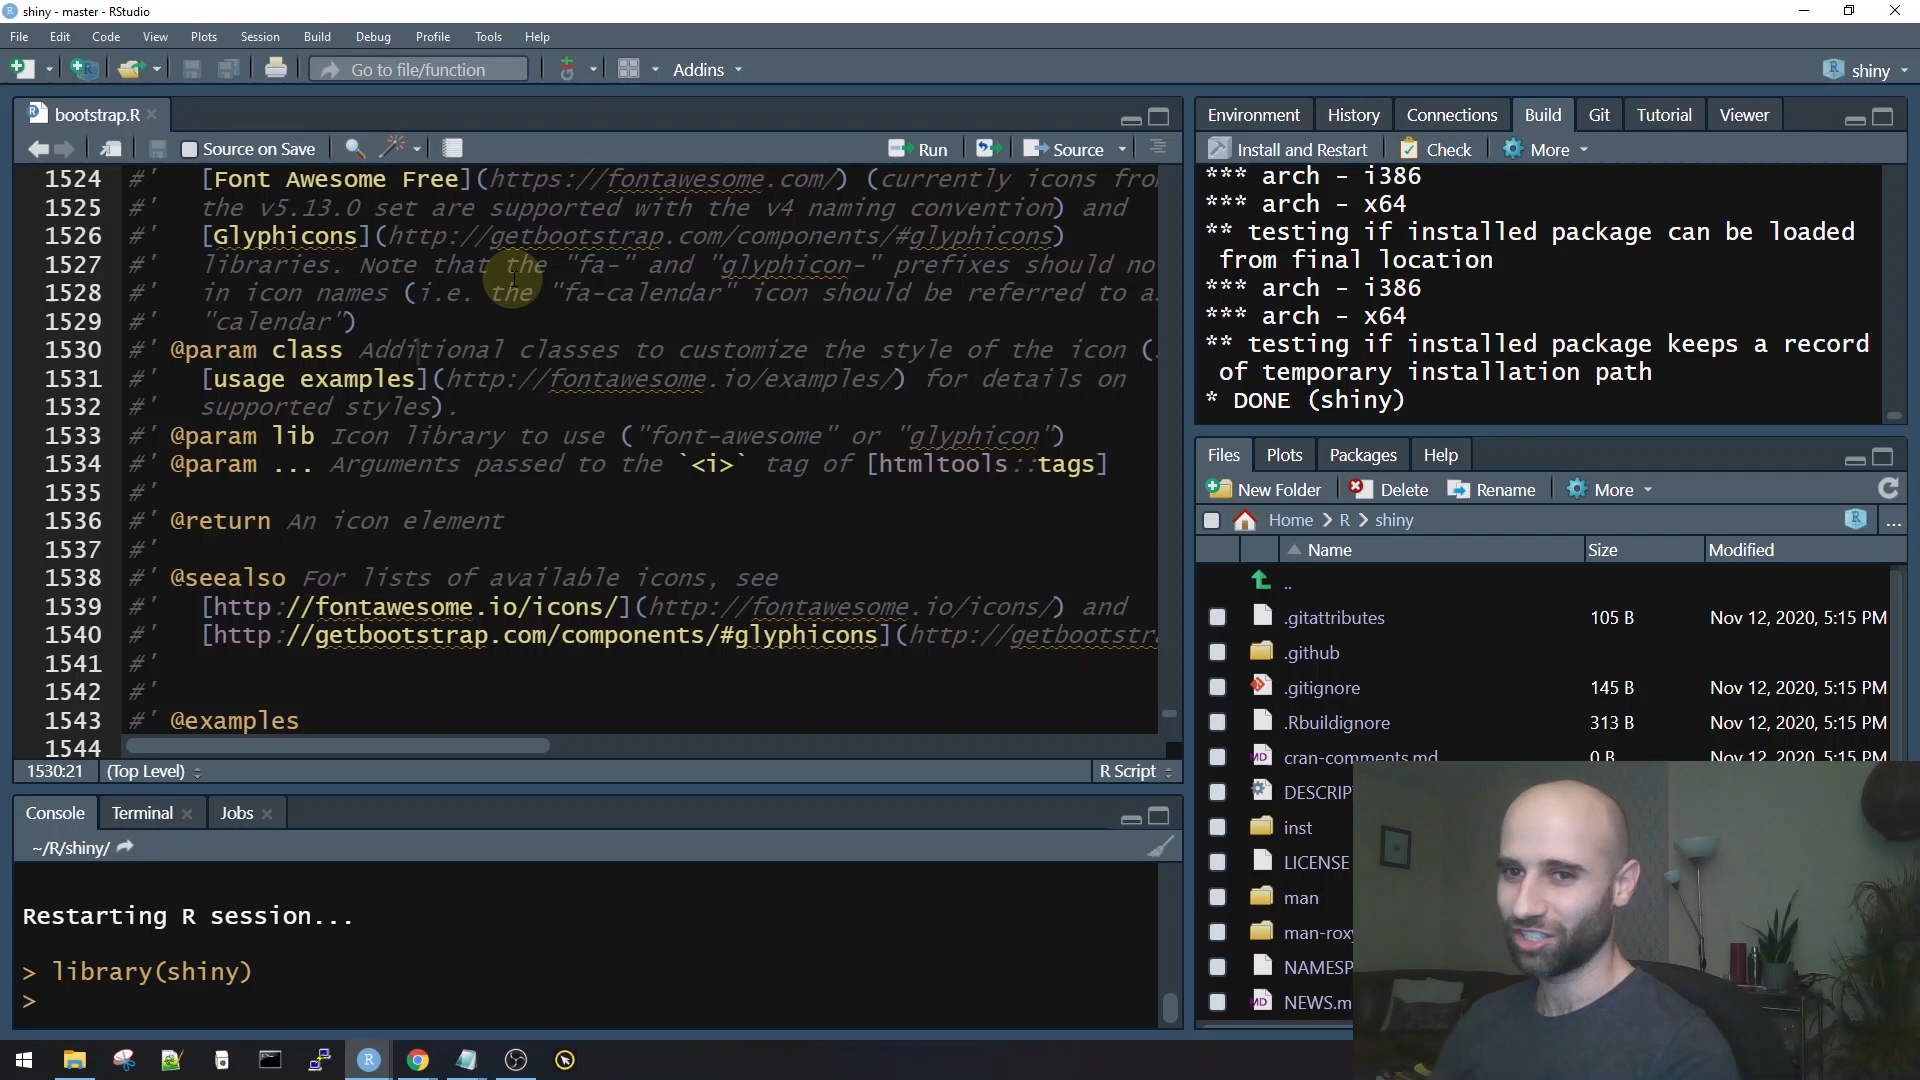 shiny - master - RStudio
File Edit Code View Plots Session Build Debug Profile Tools Help
Go to file/function Addins shiny
bootstrap.R
Source on Save Run Source
1524 #' [Font Awesome Free](https://fontawesome.com/) (currently icons fro
1525 #' the v5.13.0 set are supported with the v4 naming convention) and
1526 #' [Glyphicons](http://getbootstrap.com/components/#glyphicons)
1527 #' libraries. Note that the "fa-" and "glyphicon-" prefixes should no
1528 #' in icon names (i.e. the "fa-calendar" icon should be referred to a
1529 #' "calendar")
1530 #' @param class Additional classes to customize the style of the icon (
1531 #' [usage examples](http://fontawesome.io/examples/) for details on
1532 #' supported styles).
1533 #' @param lib Icon library to use ("font-awesome" or "glyphicon")
1534 #' @param ... Arguments passed to the `<i>` tag of [htmltools::tags]
1535 #'
1536 #' @return An icon element
1537 #'
1538 #' @seealso For lists of available icons, see
1539 #' [http://fontawesome.io/icons/](http://fontawesome.io/icons/) and
1540 #' [http://getbootstrap.com/components/#glyphicons](http://getbootstr
1541 #'
1542 #'
1543 #' @examples
1544
1530:21 (Top Level) R Script
Console Terminal Jobs
~/R/shiny/
Restarting R session...
> library(shiny)
>
Environment History Connections Build Git Tutorial Viewer
Install and Restart Check More
*** arch - i386
*** arch - x64
** testing if installed package can be loaded
from final location
*** arch - i386
*** arch - x64
** testing if installed package keeps a record
of temporary installation path
* DONE (shiny)
Files Plots Packages Help
New Folder Delete Rename More
Home R shiny ...
Name Size Modified
..
.gitattributes 105 B Nov 12, 2020, 5:15 PM
.github
.gitignore 145 B Nov 12, 2020, 5:15 PM
.Rbuildignore 313 B Nov 12, 2020, 5:15 PM
cran-comments.md 0 B Nov 12, 2020, 5:15 PM
DESCRIP
inst
LICENSE
man
man-roxy
NAMESP
NEWS.m